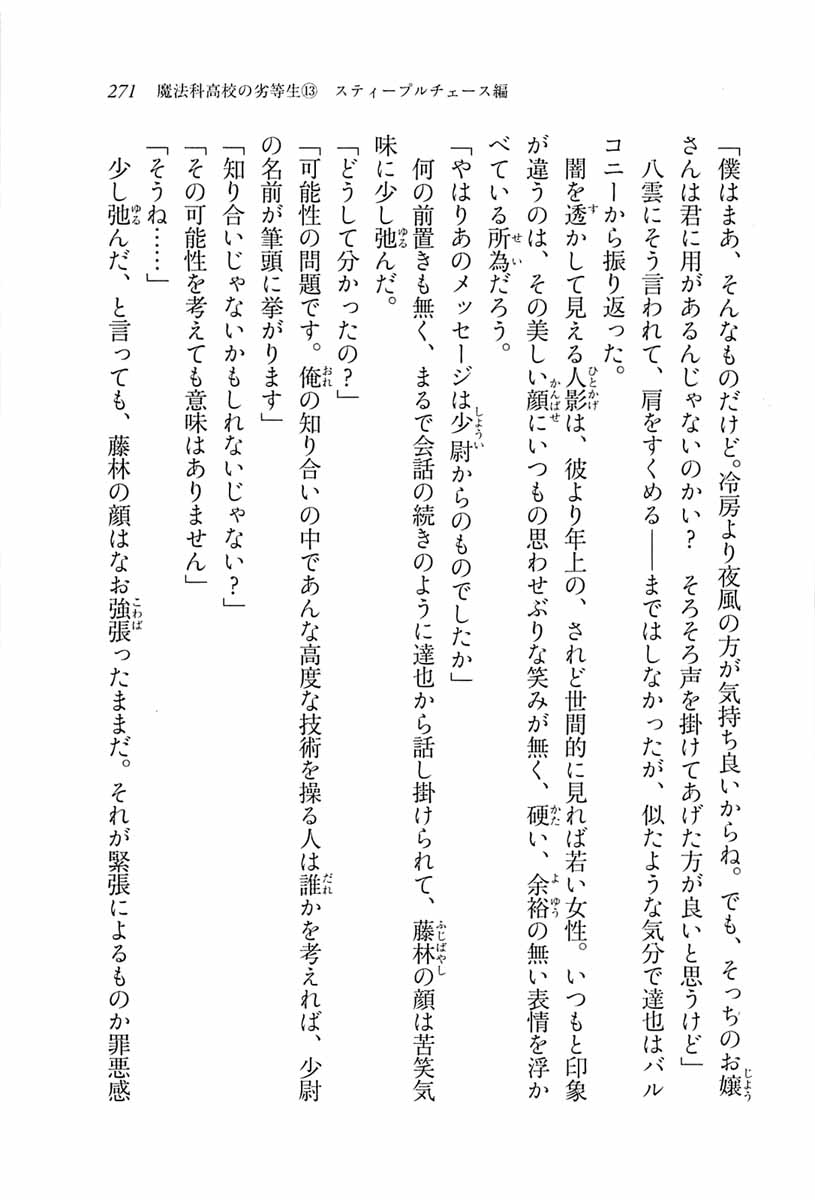 271　魔法科高校の劣等生⑬　スティープルチェース編
「僕はまあ、そんなものだけど。冷房より夜風の方が気持ち良いからね。でも、そっちのお嬢
さんは君に用があるんじゃないのかい？　そろそろ声を掛けてあげた方が良いと思うけど」
　八雲にそう言われて、肩をすくめる――まではしなかったが、似たような気分で達也はバル
コニーから振り返った。
　闇を透かして見える人影は、彼より年上の、されど世間的に見れば若い女性。いつもと印象
が違うのは、その美しい顔にいつもの思わせぶりな笑みが無く、硬い、余裕の無い表情を浮か
べている所為だろう。
「やはりあのメッセージは少尉からのものでしたか」
　何の前置きも無く、まるで会話の続きのように達也から話し掛けられて、藤林の顔は苦笑気
味に少し弛んだ。
「どうして分かったの？」
「可能性の問題です。俺の知り合いの中であんな高度な技術を操る人は誰かを考えれば、少尉
の名前が筆頭に挙がります」
「知り合いじゃないかもしれないじゃない？」
「その可能性を考えても意味はありません」
「そうね……」
　少し弛んだ、と言っても、藤林の顔はなお強張ったままだ。それが緊張によるものか罪悪感